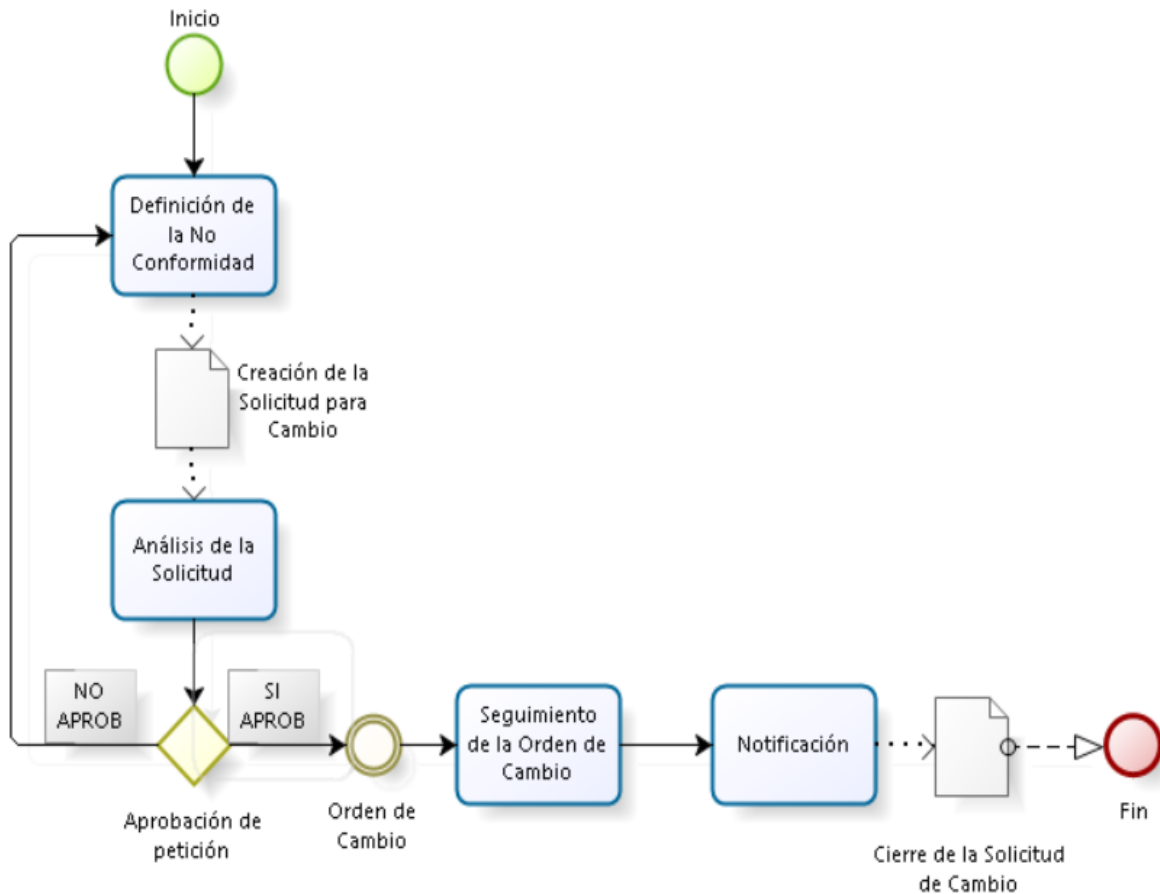 Inicio
Definición de
la No
Conformidad
Creación de la
Solicitud para
Cambio
Análisis de la
Solicitud
NO
APROB
SI
APROB
Aprobación de
petición
Orden de
Cambio
Seguimiento
de la Orden de
Cambio
Notificación
Cierre de la Solicitud
de Cambio
Fin